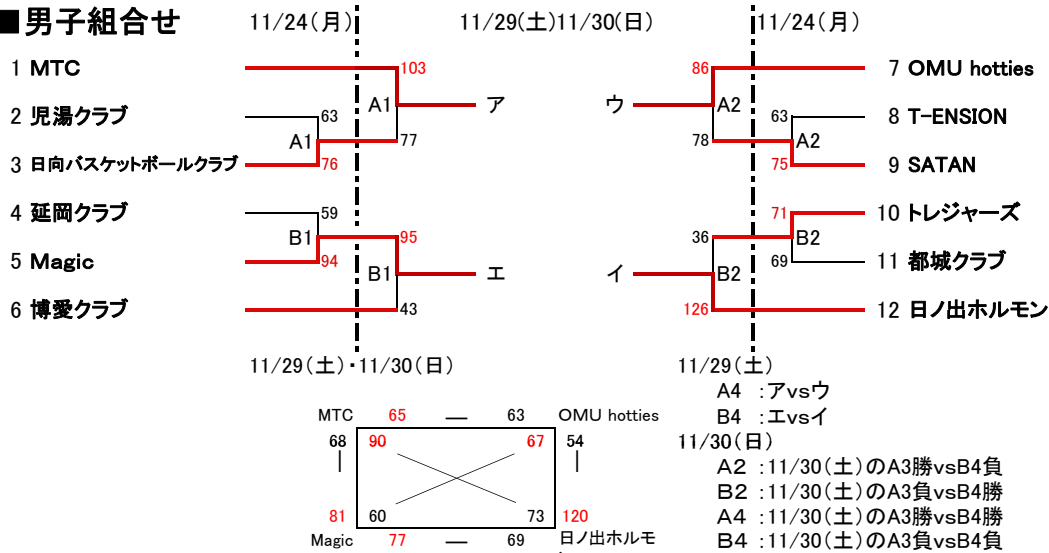 ■男子組合せ 11/24(月) 11/29(土)11/30(日) 11/24(月)
1 MTC 103 86 7 OMU hotties
A1 ア ウ A2
2 児湯クラブ 63 63 8 T-ENSION
A1 77 78 A2
3 日向バスケットボールクラブ 76 75 9 SATAN
4 延岡クラブ 59 71 10 トレジャーズ
B1 95 36 B2
5 Magic 94 69 11 都城クラブ
B1 エ イ B2
6 博愛クラブ 43 126 12 日ノ出ホルモン
11/29(土)・11/30(日) 11/29(土)
A4 :アvsウ
MTC 65 — 63 OMU hotties
B4 :エvsイ
68 90 67 54
11/30(日)
A2 :11/30(土)のA3勝vsB4負
B2 :11/30(土)のA3負vsB4勝
81 60 73 120
A4 :11/30(土)のA3勝vsB4勝
Magic 77 — 69 日ノ出ホルモ
B4 :11/30(土)のA3負vsB4負